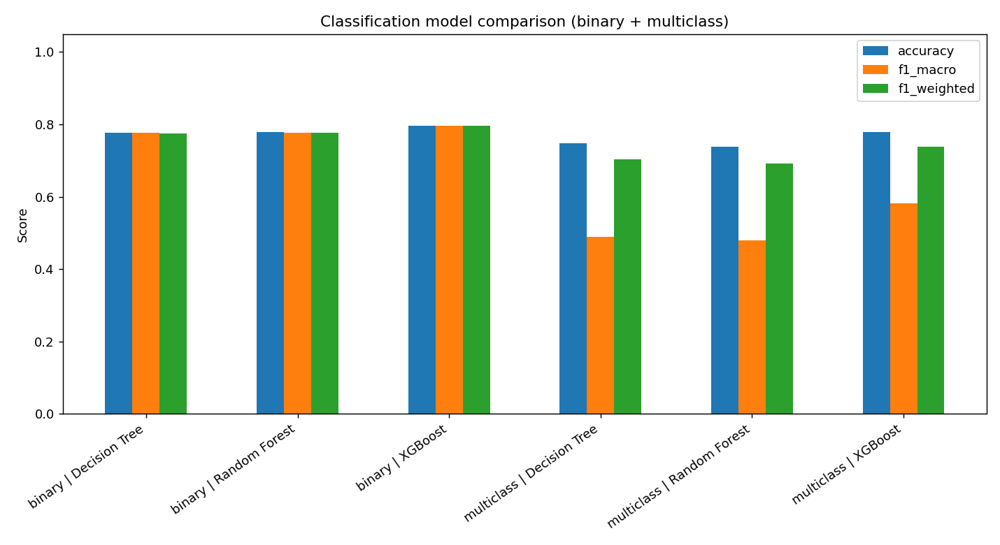 Classification model comparison (binary + multiclass)
accuracy
f1_macro
f1_weighted
Score
1.0
0.8
0.6
0.4
0.2
0.0
binary | Decision Tree
binary | Random Forest
binary | XGBoost
multiclass | Decision Tree
multiclass | Random Forest
multiclass | XGBoost